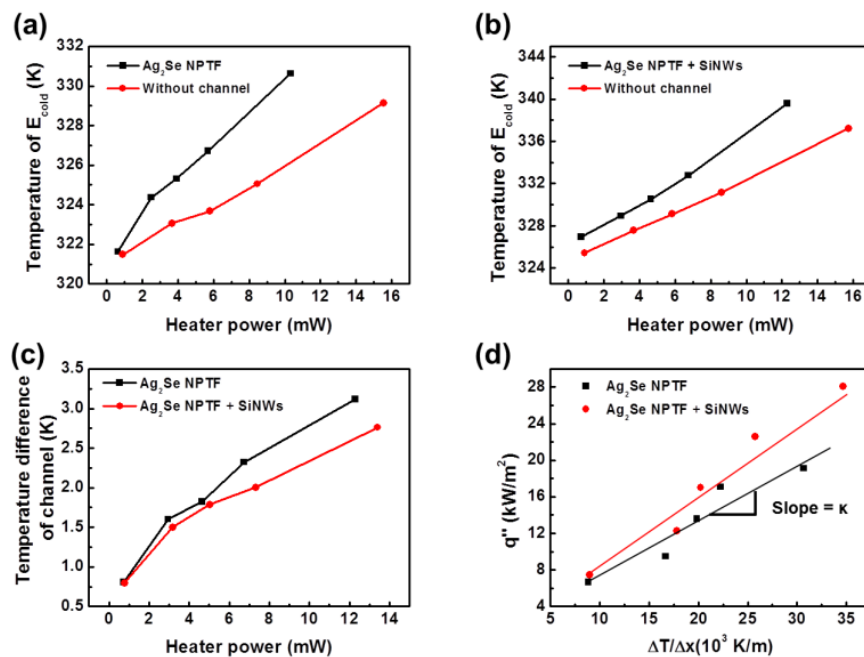 (a)
332
330
328
326
324
322
320
0 2 4 6 8 10 12 14 16
Temperature of E_cold (K)
Heater power (mW)
Ag₂Se NPTF
Without channel
(b)
344
340
336
332
328
324
0 2 4 6 8 10 12 14 16
Temperature of E_cold (K)
Heater power (mW)
Ag₂Se NPTF + SiNWs
Without channel
(c)
3.5
3.0
2.5
2.0
1.5
1.0
0.5
0 2 4 6 8 10 12 14
Temperature difference
of channel (K)
Heater power (mW)
Ag₂Se NPTF
Ag₂Se NPTF + SiNWs
(d)
28
24
20
16
12
8
4
5 10 15 20 25 30 35
q" (kW/m²)
ΔT/Δx(10³ K/m)
Ag₂Se NPTF
Ag₂Se NPTF + SiNWs
Slope = κ